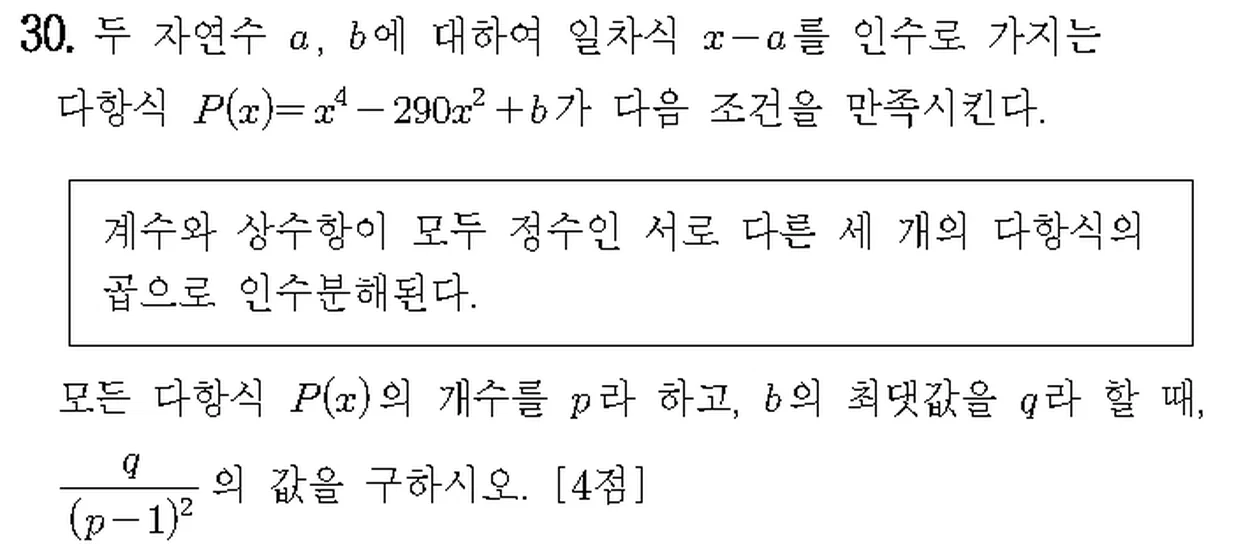 30. 두 자연수 a, b에 대하여 일차식 x−a를 인수로 가지는
다항식 P(x)=x⁴−290x²+b가 다음 조건을 만족시킨다.
계수와 상수항이 모두 정수인 서로 다른 세 개의 다항식의
곱으로 인수분해된다.
모든 다항식 P(x)의 개수를 p라 하고, b의 최댓값을 q라 할 때,
q/(p−1)²의 값을 구하시오. [4점]